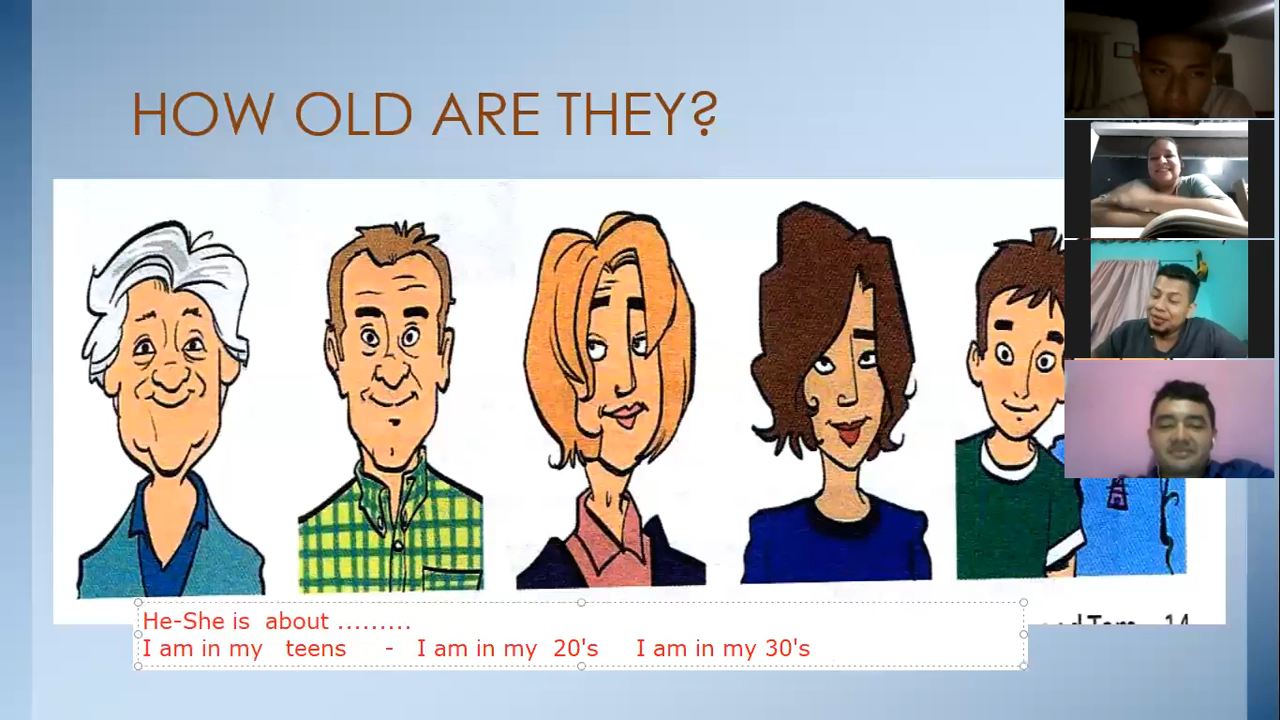 HOW OLD ARE THEY?
He-She is about .........
I am in my teens - I am in my 20's I am in my 30's